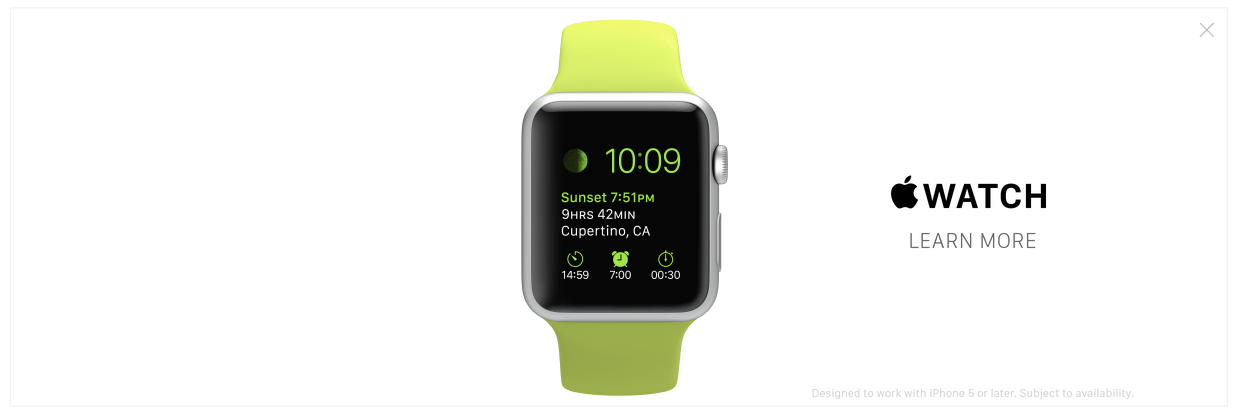 10:09
Sunset 7:51PM
9HRS 42MIN
Cupertino, CA
14:59 7:00 00:30
WATCH
LEARN MORE
Designed to work with iPhone 5 or later. Subject to availability.